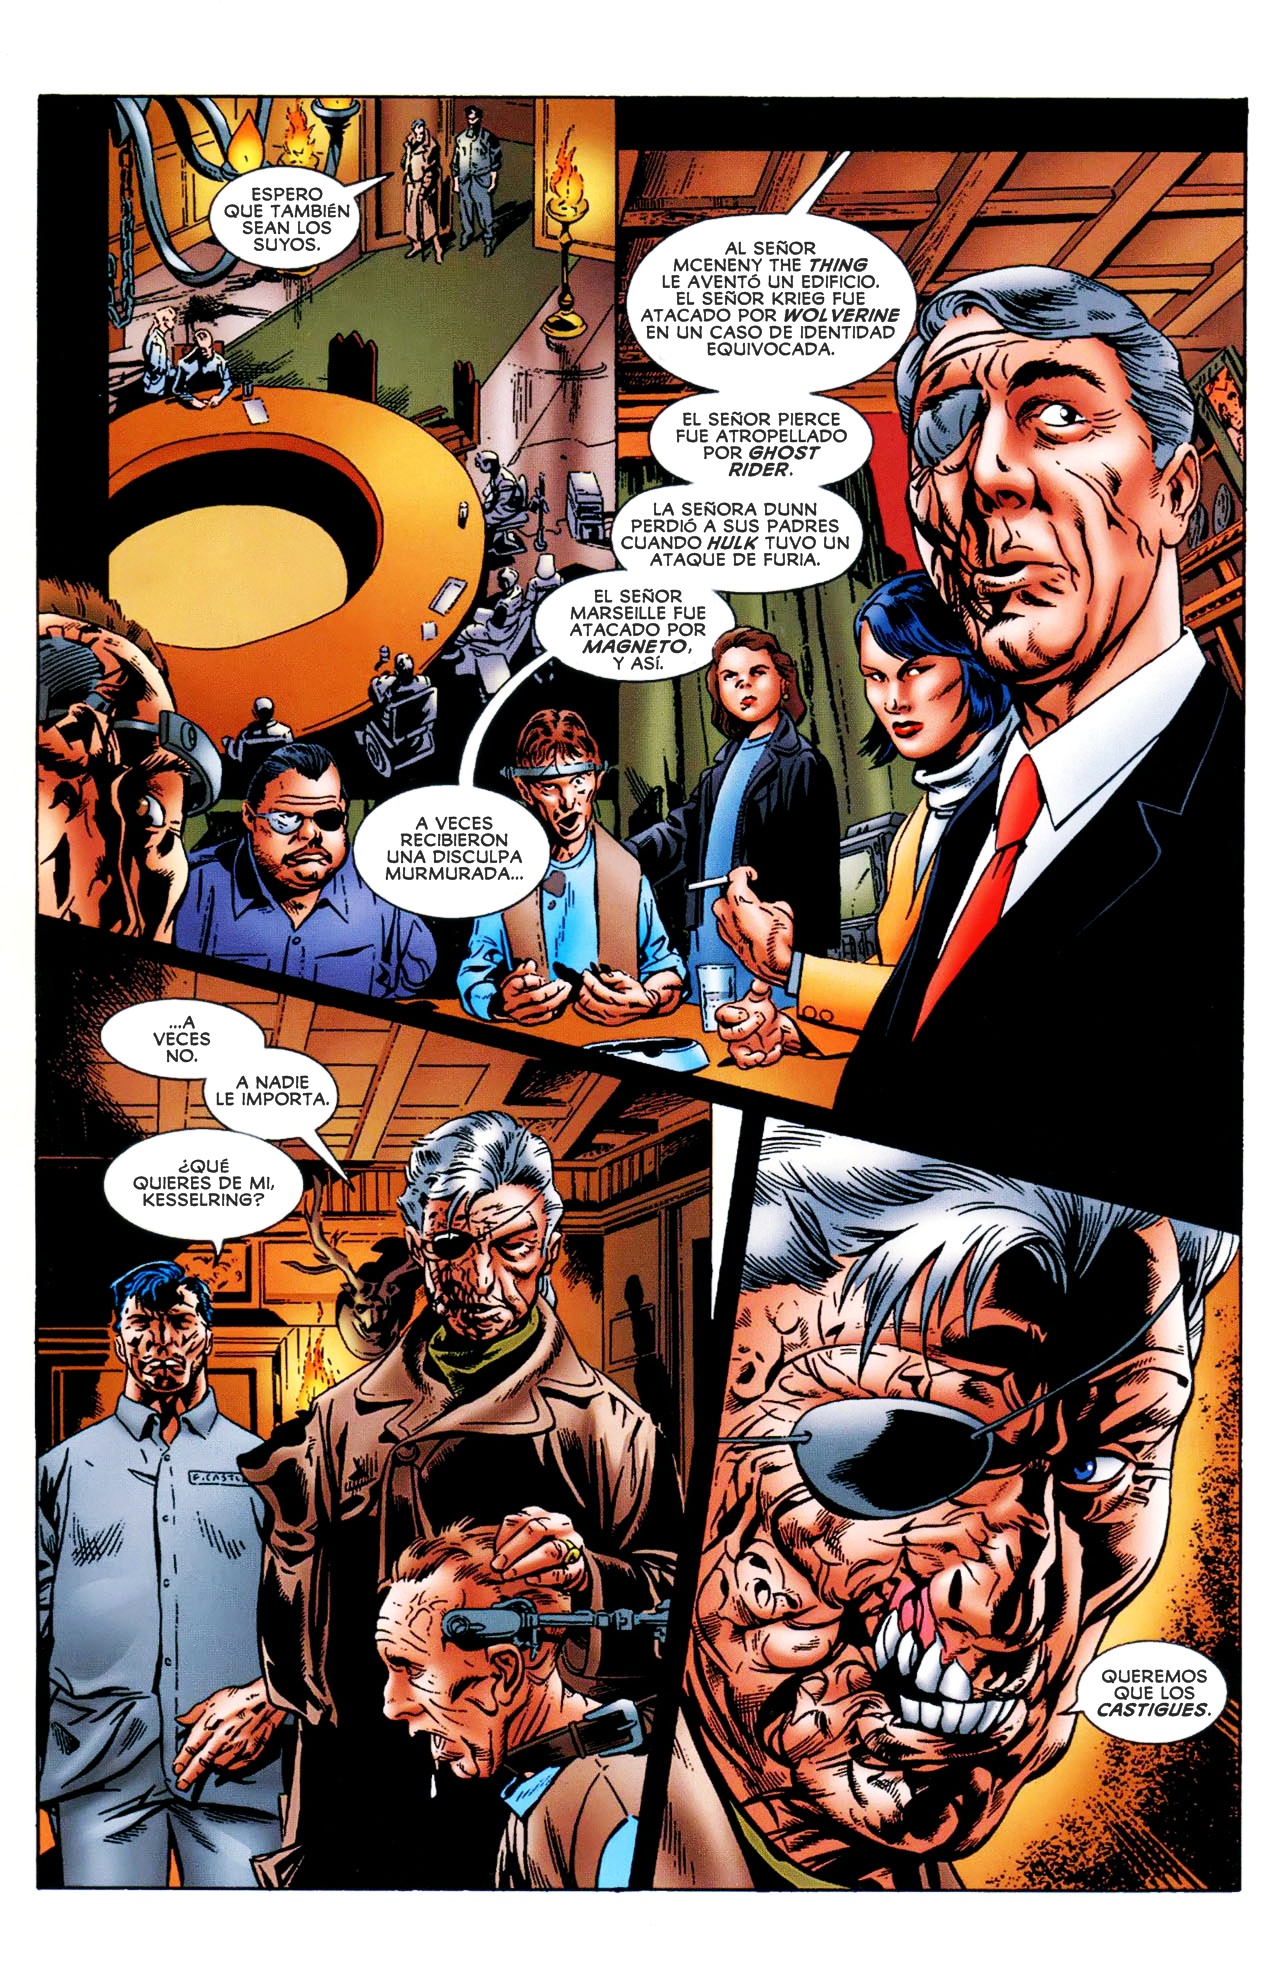 ESPERO
QUE TAMBIÉN
SEAN LOS
SUYOS.
AL SEÑOR
MCENENY THE THING
LE AVENTÓ UN EDIFICIO.
EL SEÑOR KRIEG FUE
ATACADO POR WOLVERINE
EN UN CASO DE IDENTIDAD
EQUIVOCADA.
EL SEÑOR PIERCE
FUE ATROPELLADO
POR GHOST
RIDER.
LA SEÑORA DUNN
PERDIÓ A SUS PADRES
CUANDO HULK TUVO UN
ATAQUE DE FURIA.
EL SEÑOR
MARSEILLE FUE
ATACADO POR
MAGNETO,
Y ASÍ.
A VECES
RECIBIERON
UNA DISCULPA
MURMURADA...
...A
VECES
NO.
A NADIE
LE IMPORTA.
¿QUÉ
QUIERES DE MI,
KESSELRING?
F. CASTL
QUEREMOS
QUE LOS
CASTIGUES.